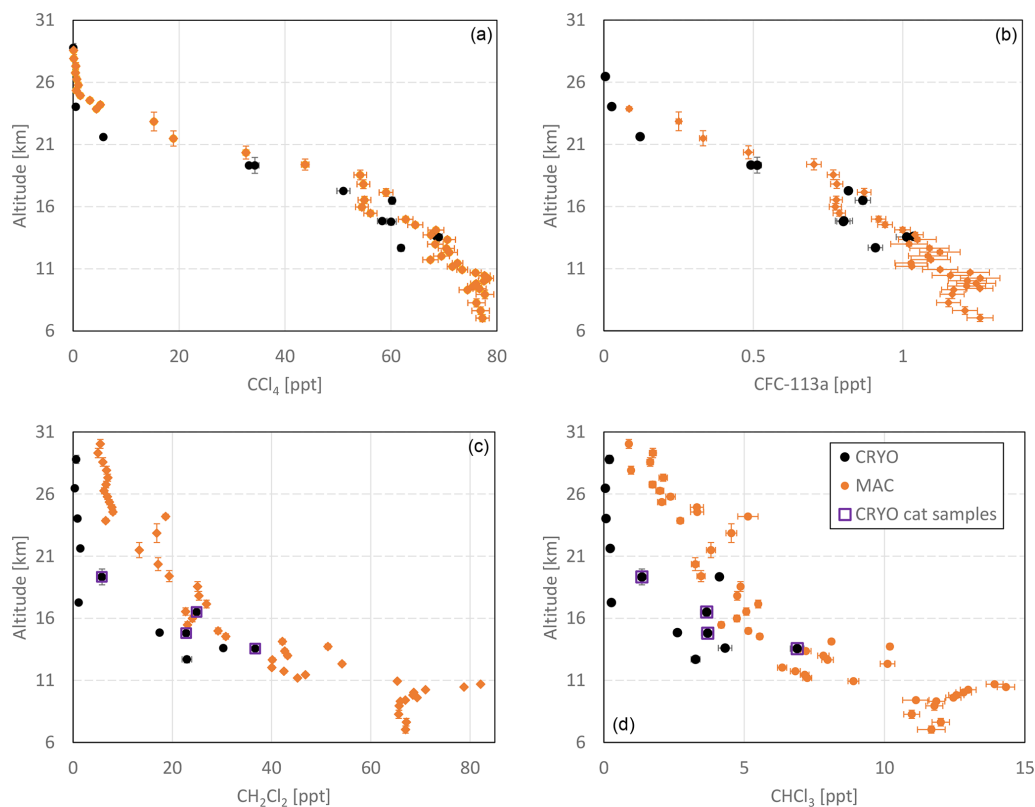 (a)
31
26
21
16
11
6
Altitude [km]
0 20 40 60 80
CCl₄ [ppt]
(b)
31
26
21
16
11
6
Altitude [km]
0 0.5 1
CFC-113a [ppt]
(c)
31
26
21
16
11
6
Altitude [km]
0 20 40 60 80
CH₂Cl₂ [ppt]
31
26
21
16
11
6
Altitude [km]
CRYO
MAC
CRYO cat samples
(d)
0 5 10 15
CHCl₃ [ppt]